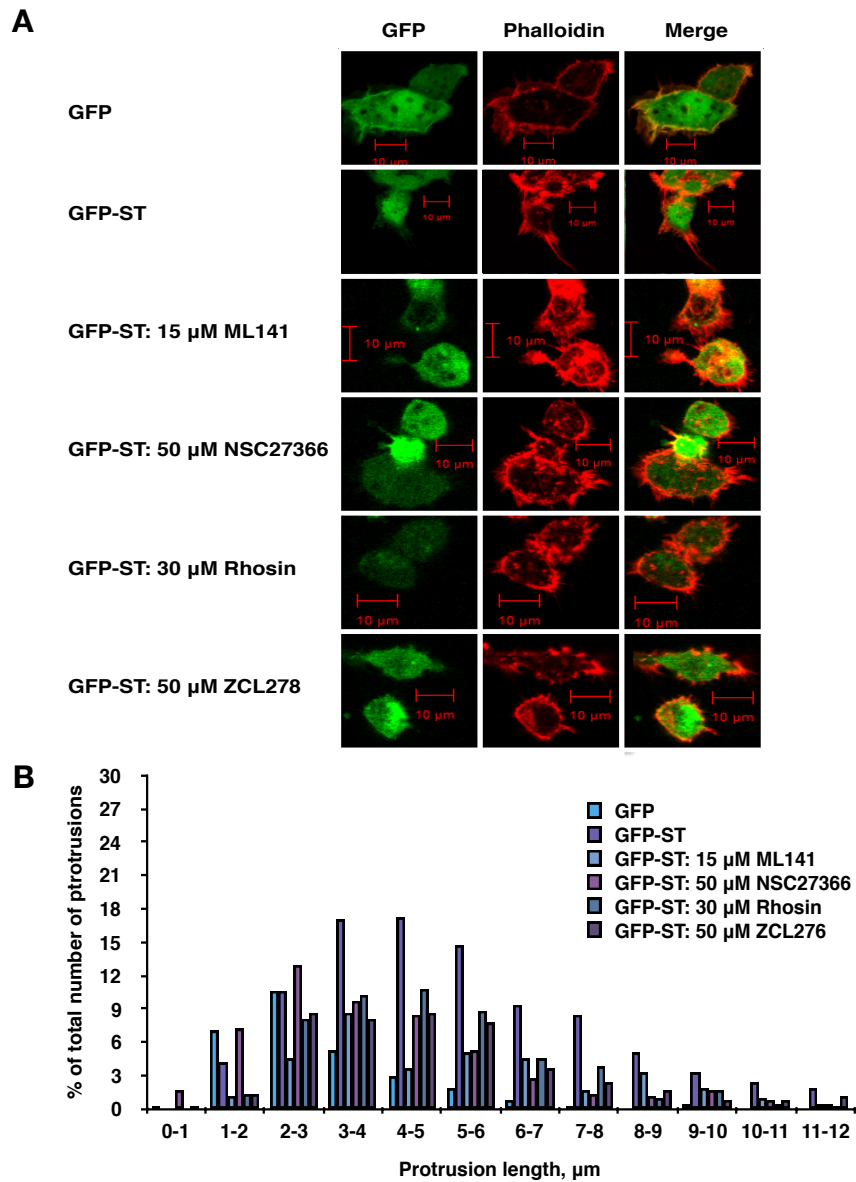 A
GFP Phalloidin Merge
GFP
10 µm 10 µm 10 µm
GFP-ST
10 µm 10 µm 10 µm
GFP-ST: 15 µM ML141
10 µm 10 µm 10 µm
GFP-ST: 50 µM NSC27366
10 µm 10 µm 10 µm
GFP-ST: 30 µM Rhosin
10 µm 10 µm 10 µm
GFP-ST: 50 µM ZCL278
10 µm 10 µm 10 µm
B
% of total number of ptrotrusions
30
27
24
21
18
15
12
9
6
3
0
GFP
GFP-ST
GFP-ST: 15 µM ML141
GFP-ST: 50 µM NSC27366
GFP-ST: 30 µM Rhosin
GFP-ST: 50 µM ZCL276
0-1 1-2 2-3 3-4 4-5 5-6 6-7 7-8 8-9 9-10 10-11 11-12
Protrusion length, µm